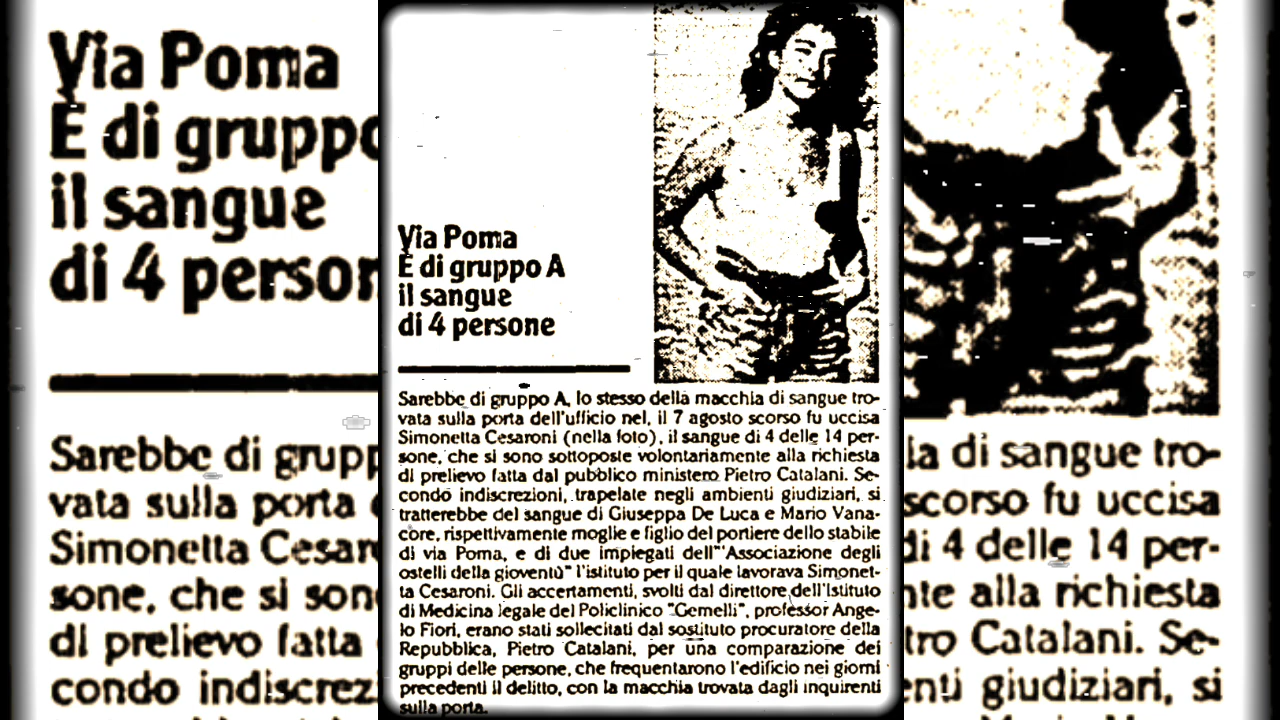 Via Poma
È di gruppo A
il sangue
di 4 persone
Sarebbe di gruppo A, lo stesso della macchia di sangue tro-
vata sulla porta dell'ufficio nel, il 7 agosto scorso fu uccisa
Simonetta Cesaroni (nella foto), il sangue di 4 delle 14 per-
sone, che si sono sottoposte volontariamente alla richiesta
di prelievo fatta dal pubblico ministero Pietro Catalani. Se-
condo indiscrezioni, trapelate negli ambienti giudiziari, si
tratterebbe del sangue di Giuseppa De Luca e Mario Vana-
core, rispettivamente moglie e figlio del portiere dello stabile
di via Poma, e di due impiegati dell'"Associazione degli
ostelli della gioventù" l'istituto per il quale lavorava Simonet-
ta Cesaroni. Gli accertamenti, svolti dal direttore dell'Istituto
di Medicina legale del Policlinico "Gemelli", professor Ange-
lo Fiori, erano stati sollecitati dal sostituto procuratore della
Repubblica, Pietro Catalani, per una comparazione dei
gruppi delle persone, che frequentarono l'edificio nei giorni
precedenti il delitto, con la macchia trovata dagli inquirenti
sulla porta.
Via Poma
È di gruppo
il sangue
di 4 person
Sarebbe di grupp
vata sulla porta
Simonetta Cesar
sone, che si son
di prelievo fatta
condo indiscrez
la di sangue tro-
scorso fu uccisa
di 4 delle 14 per-
nte alla richiesta
tro Catalani. Se-
enti giudiziari, si